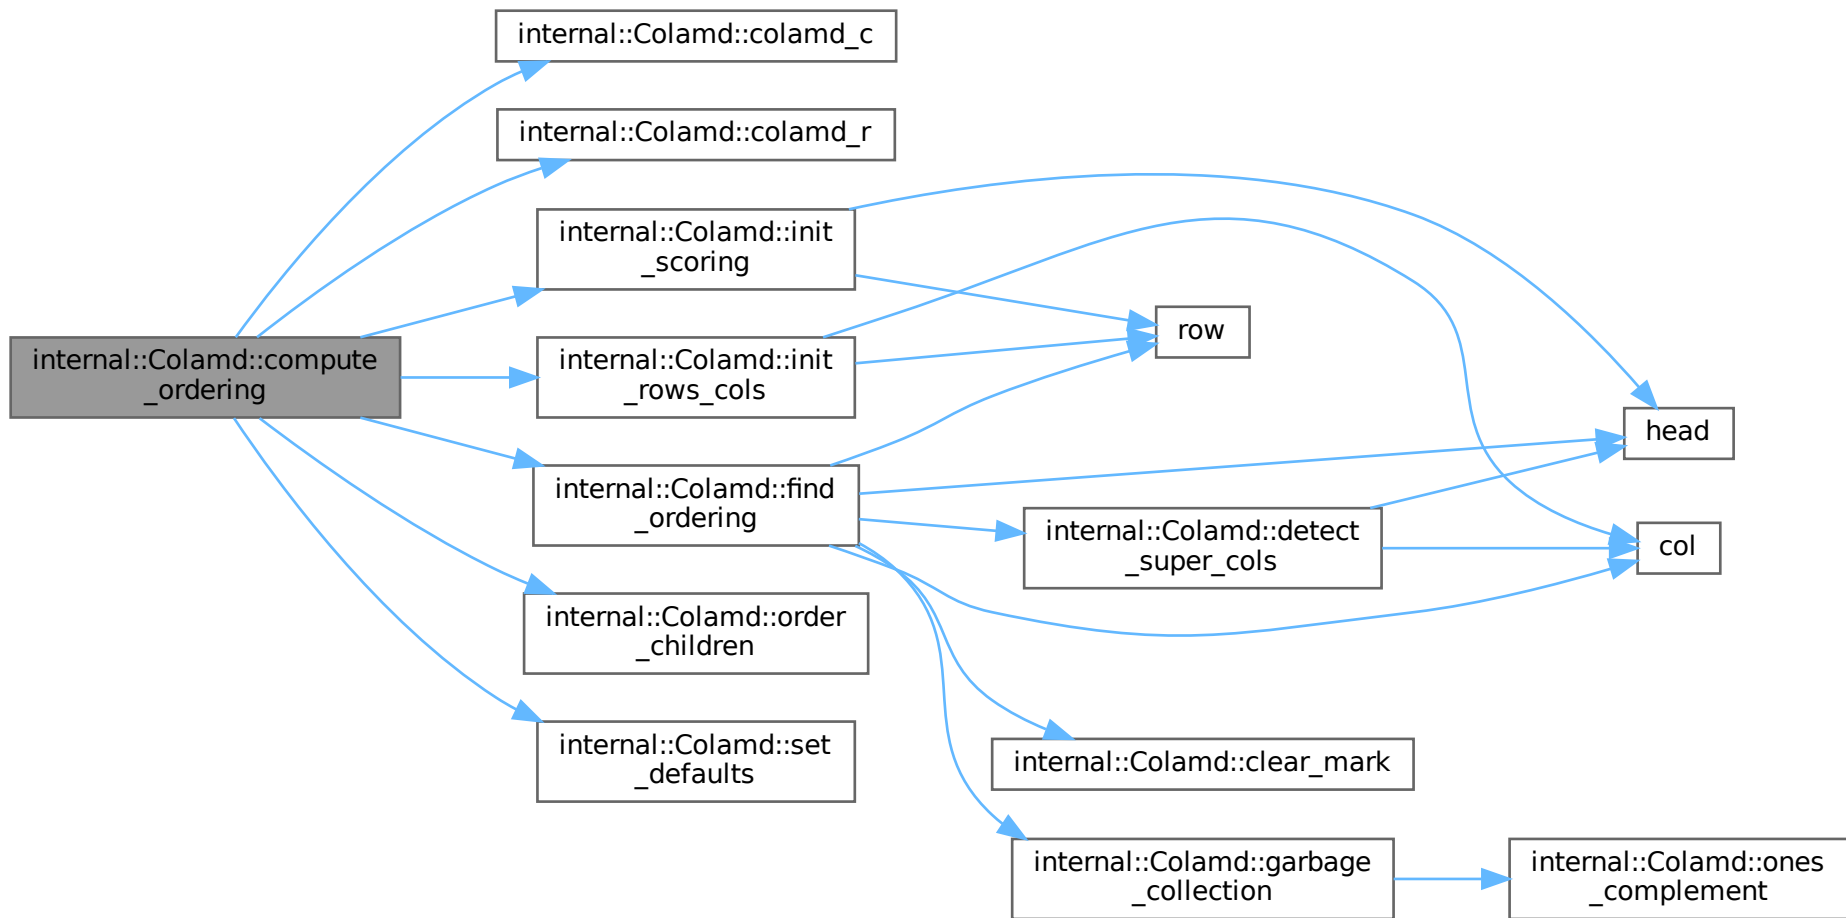 internal::Colamd::colamd_c
internal::Colamd::colamd_r
internal::Colamd::init
_scoring
internal::Colamd::compute
_ordering
internal::Colamd::init
_rows_cols
internal::Colamd::find
_ordering
internal::Colamd::order
_children
internal::Colamd::set
_defaults
row
head
internal::Colamd::detect
_super_cols
col
internal::Colamd::clear_mark
internal::Colamd::garbage
_collection
internal::Colamd::ones
_complement